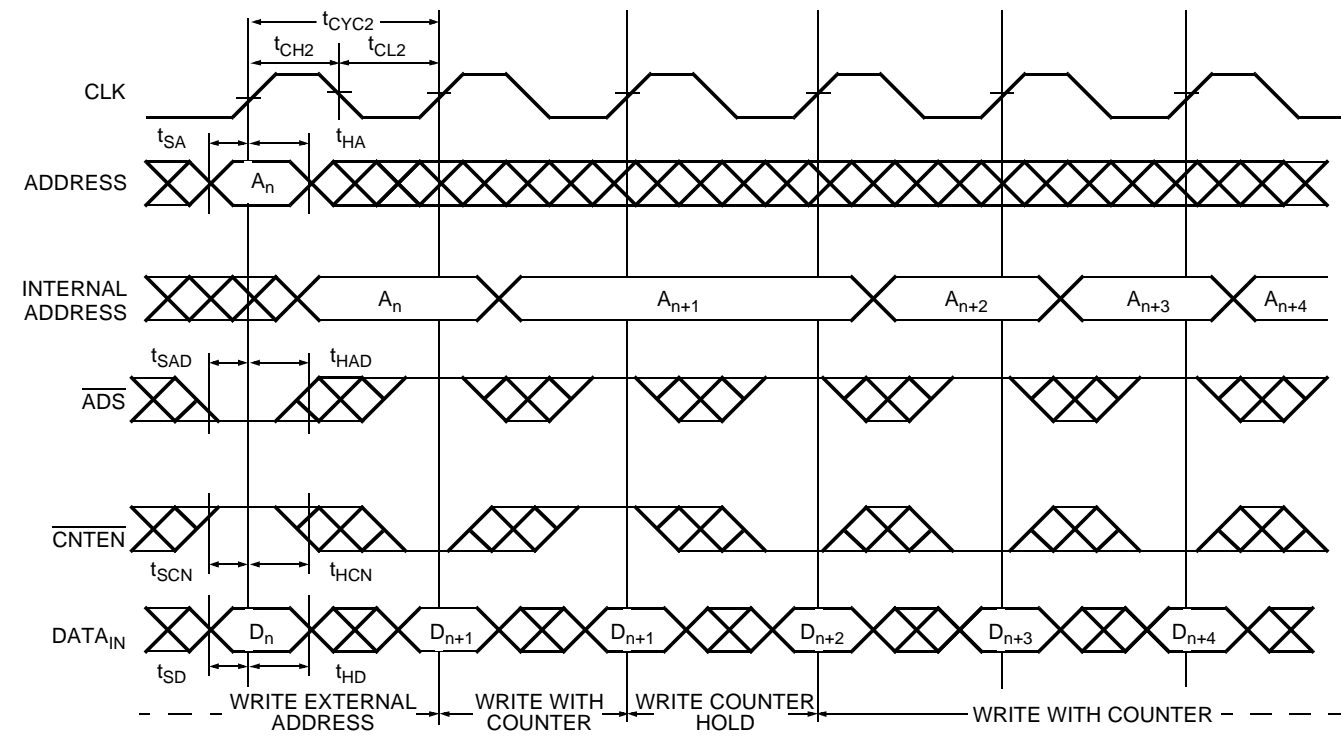 tCYC2
tCH2 tCL2
CLK
tSA tHA
ADDRESS An
INTERNAL ADDRESS An An+1 An+2 An+3 An+4
tSAD tHAD
ADS
CNTEN
tSCN tHCN
DATAIN Dn Dn+1 Dn+1 Dn+2 Dn+3 Dn+4
tSD tHD
WRITE EXTERNAL
ADDRESS
WRITE WITH
COUNTER
WRITE COUNTER
HOLD
WRITE WITH COUNTER